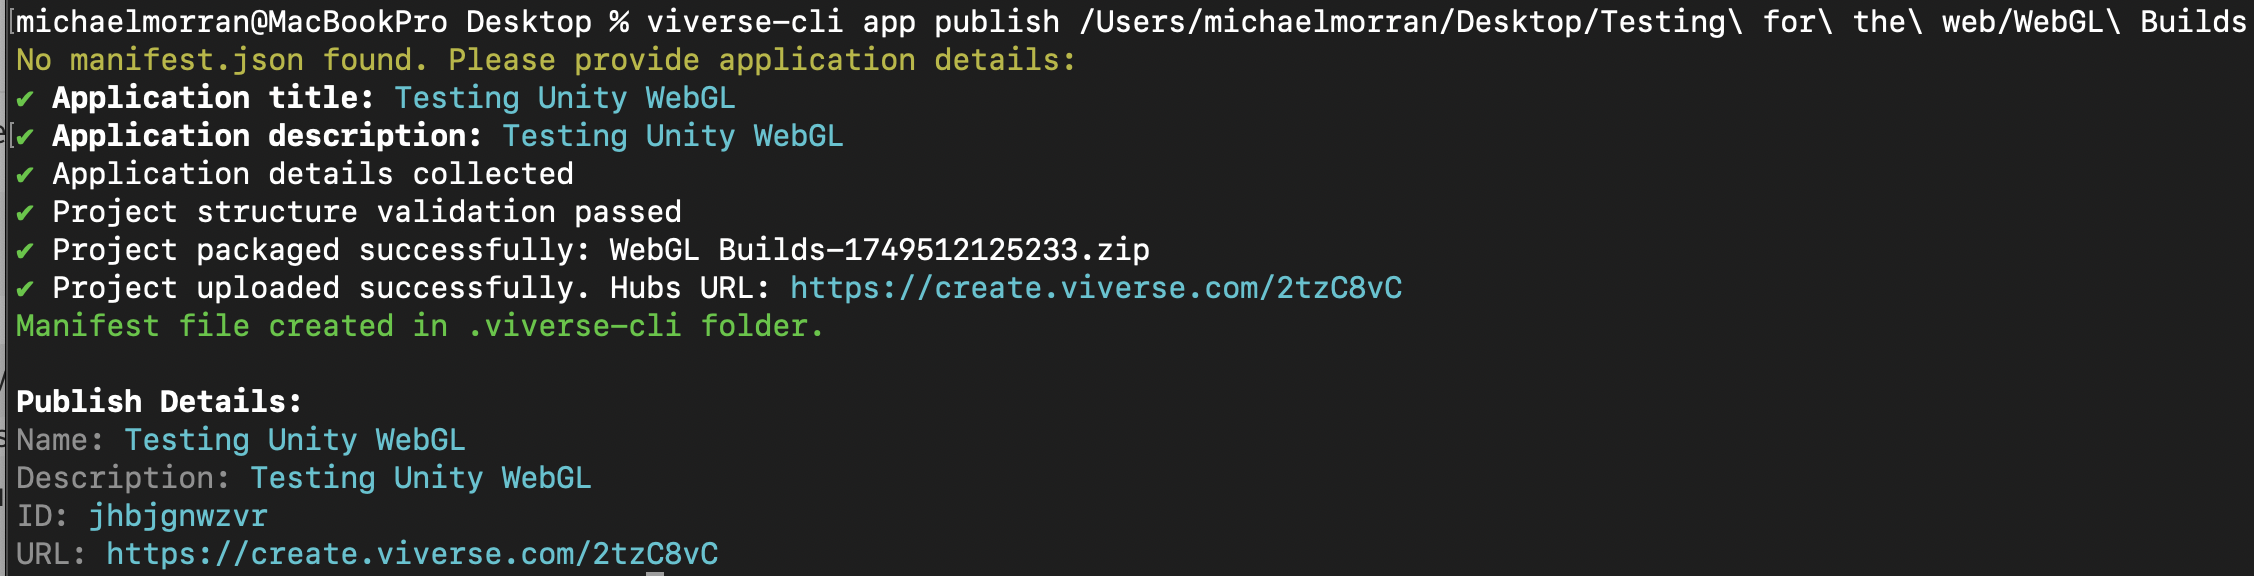 michaelmorran@MacBookPro Desktop % viverse-cli app publish /Users/michaelmorran/Desktop/Testing\ for\ the\ web/WebGL\ Builds
No manifest.json found. Please provide application details:
✔ Application title: Testing Unity WebGL
✔ Application description: Testing Unity WebGL
✔ Application details collected
✔ Project structure validation passed
✔ Project packaged successfully: WebGL Builds-1749512125233.zip
✔ Project uploaded successfully. Hubs URL: https://create.viverse.com/2tzC8vC
Manifest file created in .viverse-cli folder.
Publish Details:
Name: Testing Unity WebGL
Description: Testing Unity WebGL
ID: jhbjgnwzvr
URL: https://create.viverse.com/2tzC8vC